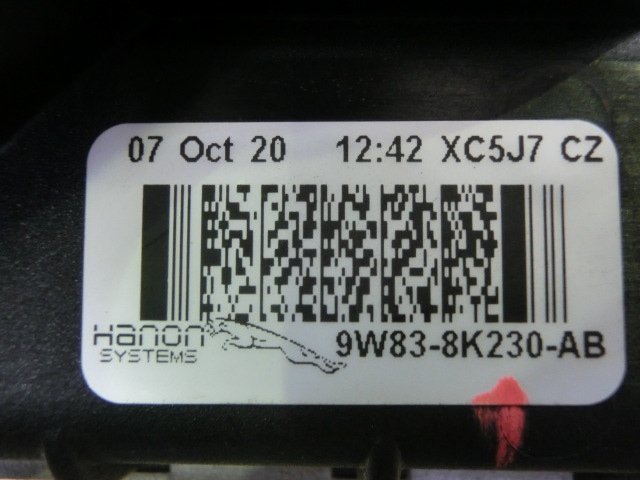 07 Oct 20 12:42 XC5J7 CZ
Hanon
SYSTEMS
9W83-8K230-AB